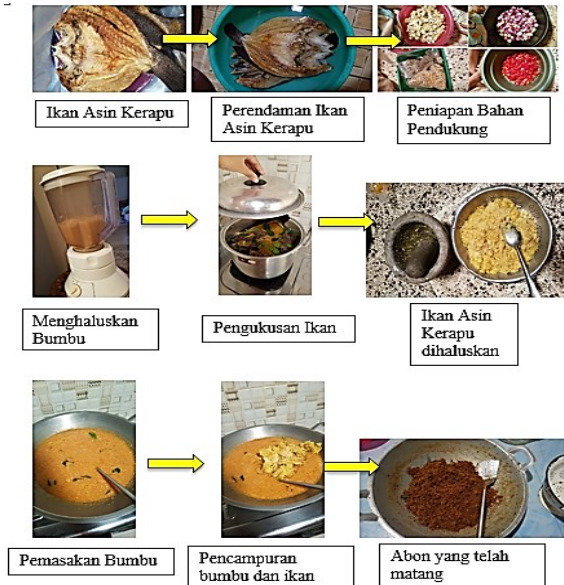 Ikan Asin Kerapu
Perendaman Ikan
Asin Kerapu
Peniapan Bahan
Pendukung
Menghaluskan
Bumbu
Pengukusan Ikan
Ikan Asin
Kerapu
dihaluskan
Pemasakan Bumbu
Pencampuran
bumbu dan ikan
Abon yang telah
matang